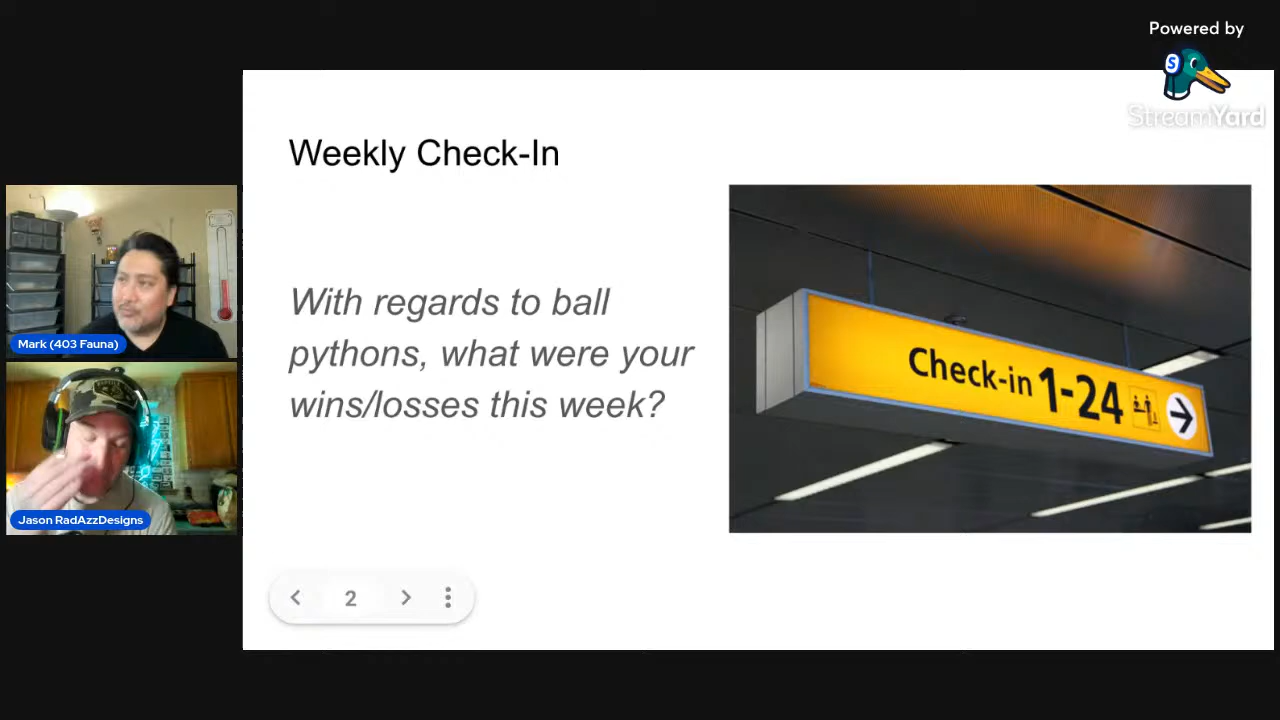 Powered by
StreamYard
Weekly Check-In
With regards to ball
pythons, what were your
wins/losses this week?
Check-in 1-24
Mark (403 Fauna)
Jason RadAzzDesigns
2